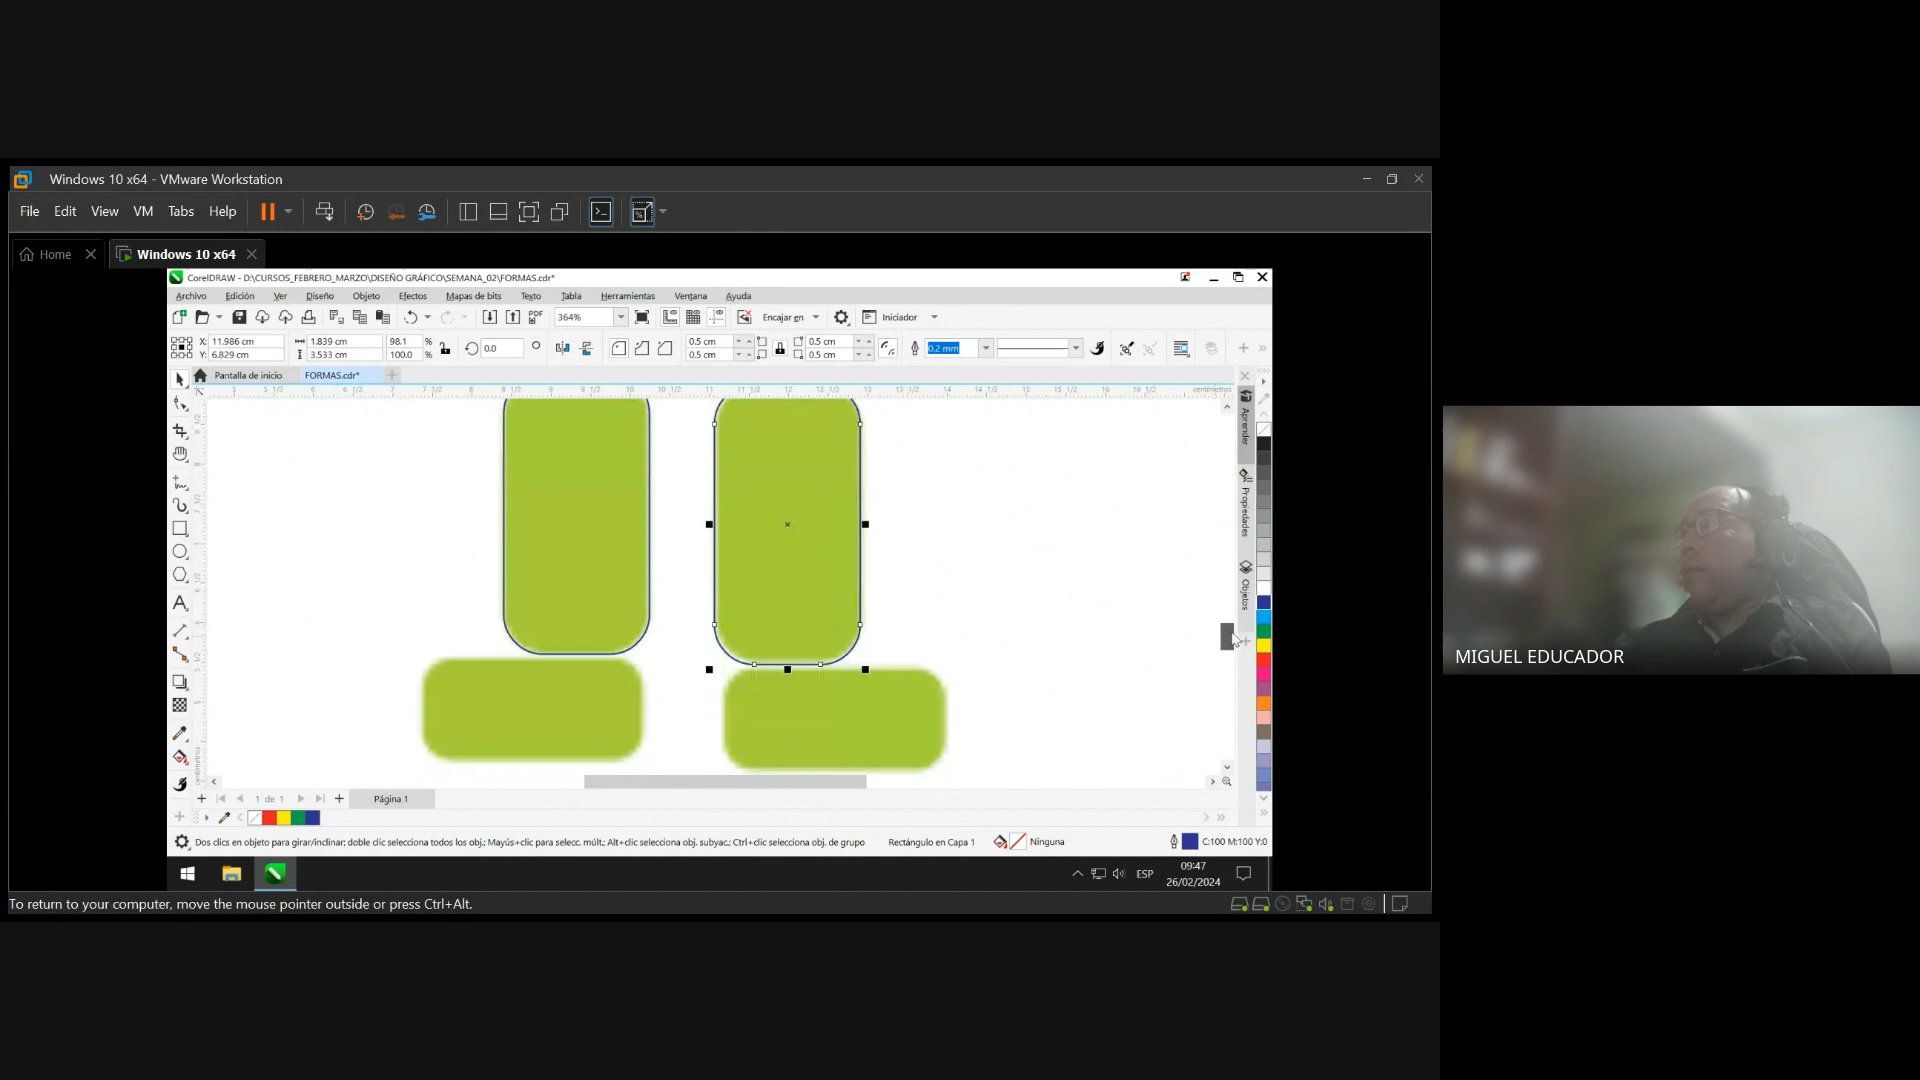 Windows 10 x64 - VMware Workstation
File Edit View VM Tabs Help
Home Windows 10 x64
CorelDRAW - D:\CURSOS_FEBRERO_MARZO\DISEÑO GRÁFICO\SEMANA_02\FORMAS.cdr*
Archivo Edición Ver Diseño Objeto Efectos Mapas de bits Texto Tabla Herramientas Ventana Ayuda
PDF 364% Encajar en Iniciador
X: 11.986 cm 1.839 cm 98.1 % 0.0 0.5 cm 0.5 cm 0.2 mm
Y: 6.829 cm 3.533 cm 100.0 % 0.5 cm 0.5 cm
Pantalla de inicio FORMAS.cdr*
centímetros
Aprender
Propiedades
Objetos
MIGUEL EDUCADOR
1 de 1 Página 1
Dos clics en objeto para girar/inclinar; doble clic selecciona todos los obj.; Mayús+clic para selecc. múlt.; Alt+clic selecciona obj. subyac.; Ctrl+clic selecciona obj. de grupo Rectángulo en Capa 1 Ninguna C:100 M:100 Y:0
ESP 09:47
26/02/2024
To return to your computer, move the mouse pointer outside or press Ctrl+Alt.